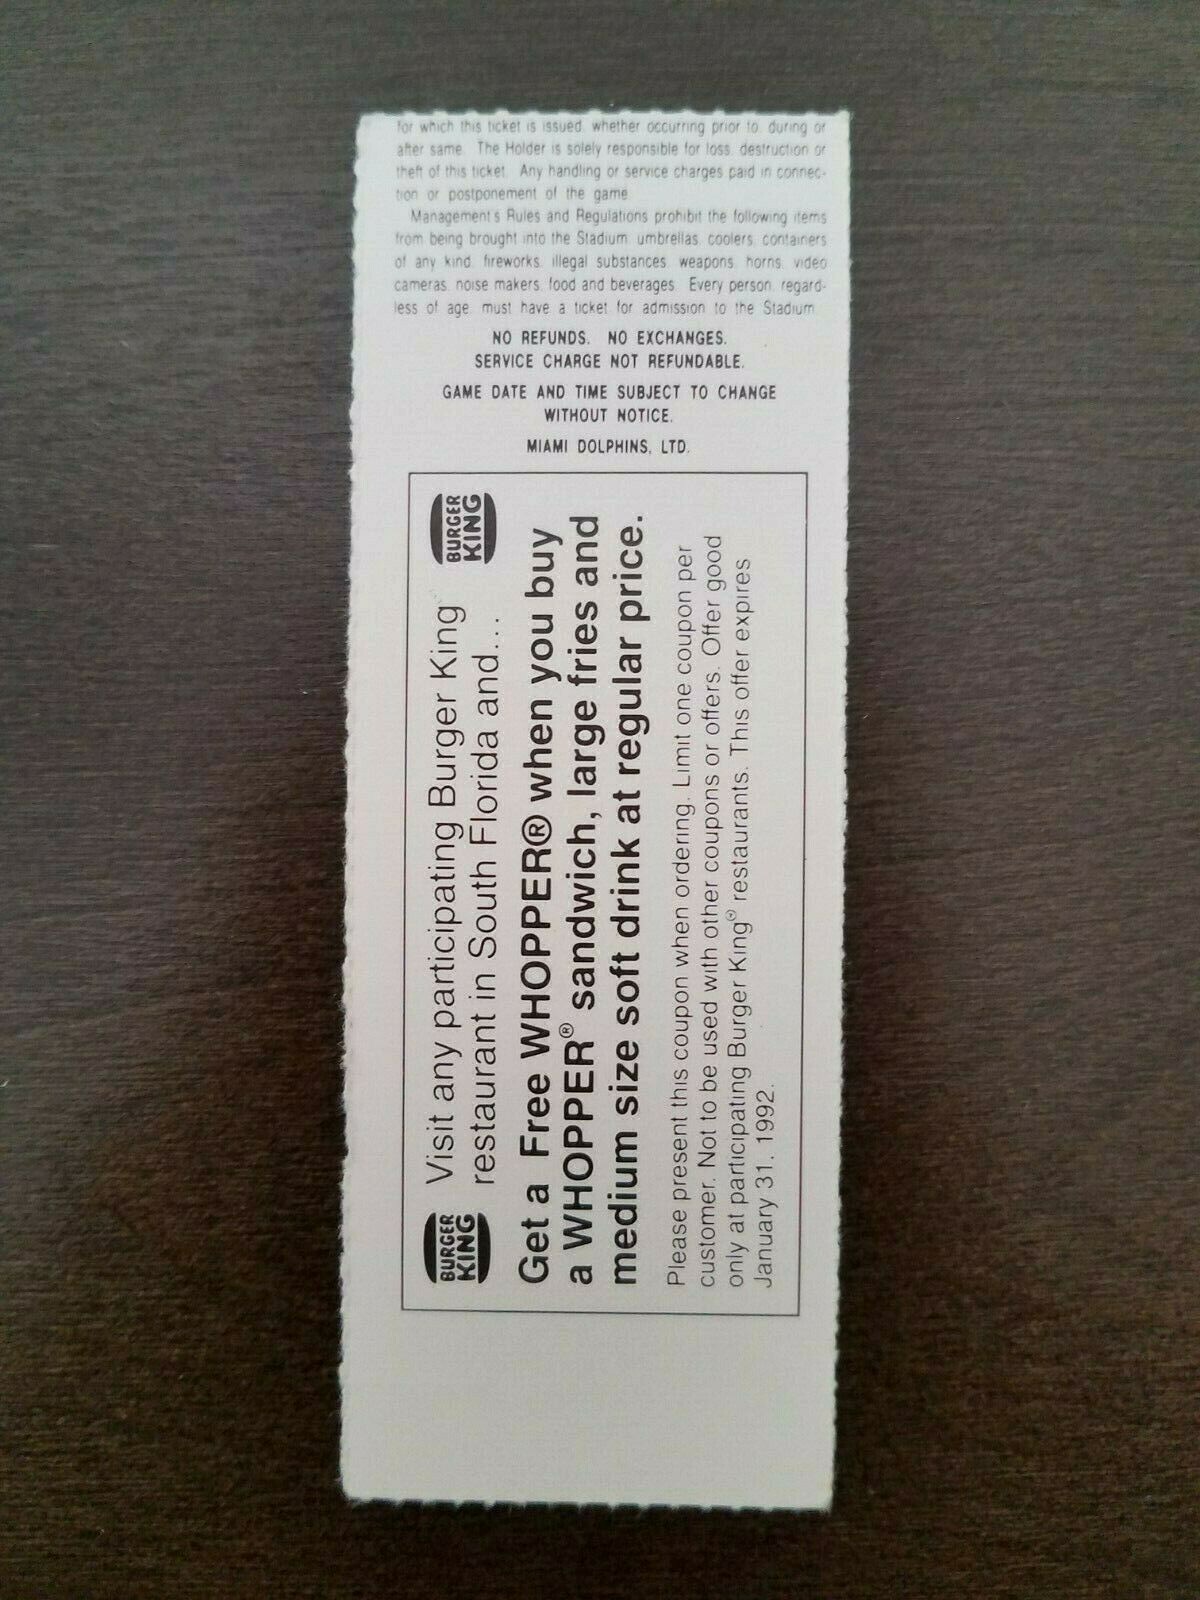 for which this ticket is issued, whether occurring prior to, during or
after same. The Holder is solely responsible for loss, destruction or
theft of this ticket. Any handling or service charges paid in connec-
tion or postponement of the game
Management's Rules and Regulations prohibit the following items
from being brought into the Stadium: umbrellas, coolers, containers
of any kind, fireworks, illegal substances, weapons, horns, video
cameras, noise makers, food and beverages. Every person, regard-
less of age, must have a ticket for admission to the Stadium.
NO REFUNDS. NO EXCHANGES.
SERVICE CHARGE NOT REFUNDABLE.
GAME DATE AND TIME SUBJECT TO CHANGE
WITHOUT NOTICE.
MIAMI DOLPHINS, LTD.
BURGER
KING
Visit any participating Burger King
restaurant in South Florida and...
BURGER
KING
Get a Free WHOPPER® when you buy
a WHOPPER® sandwich, large fries and
medium size soft drink at regular price.
Please present this coupon when ordering. Limit one coupon per
customer. Not to be used with other coupons or offers. Offer good
only at participating Burger King® restaurants. This offer expires
January 31, 1992.